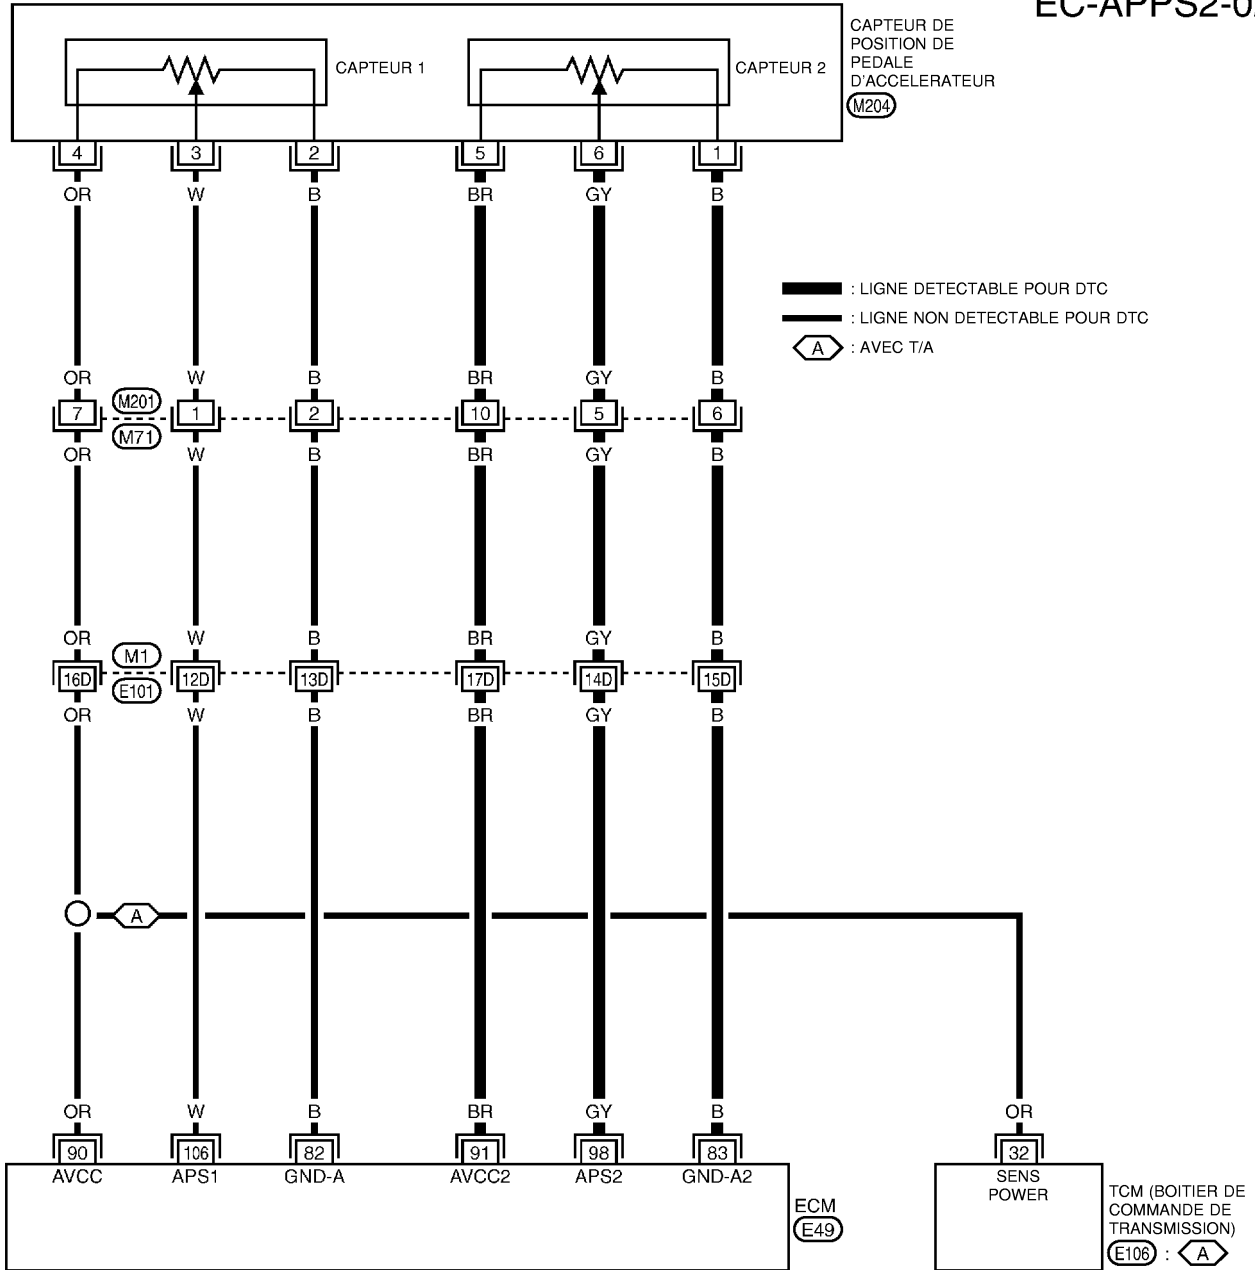 EC-APPS2-02
CAPTEUR DE
POSITION DE
PEDALE
D'ACCELERATEUR
M204
CAPTEUR 1
CAPTEUR 2
4 3 2 5 6 1
OR W B BR GY B
: LIGNE DETECTABLE POUR DTC
: LIGNE NON DETECTABLE POUR DTC
A : AVEC T/A
OR W B BR GY B
M201
7 1 2 10 5 6
M71
OR W B BR GY B
OR W B BR GY B
M1
16D 12D 13D 17D 14D 15D
E101
OR W B BR GY B
A
OR W B BR GY B OR
90 106 82 91 98 83 32
AVCC APS1 GND-A AVCC2 APS2 GND-A2
SENS
POWER
ECM
E49
TCM (BOITIER DE
COMMANDE DE
TRANSMISSION)
E106 : A